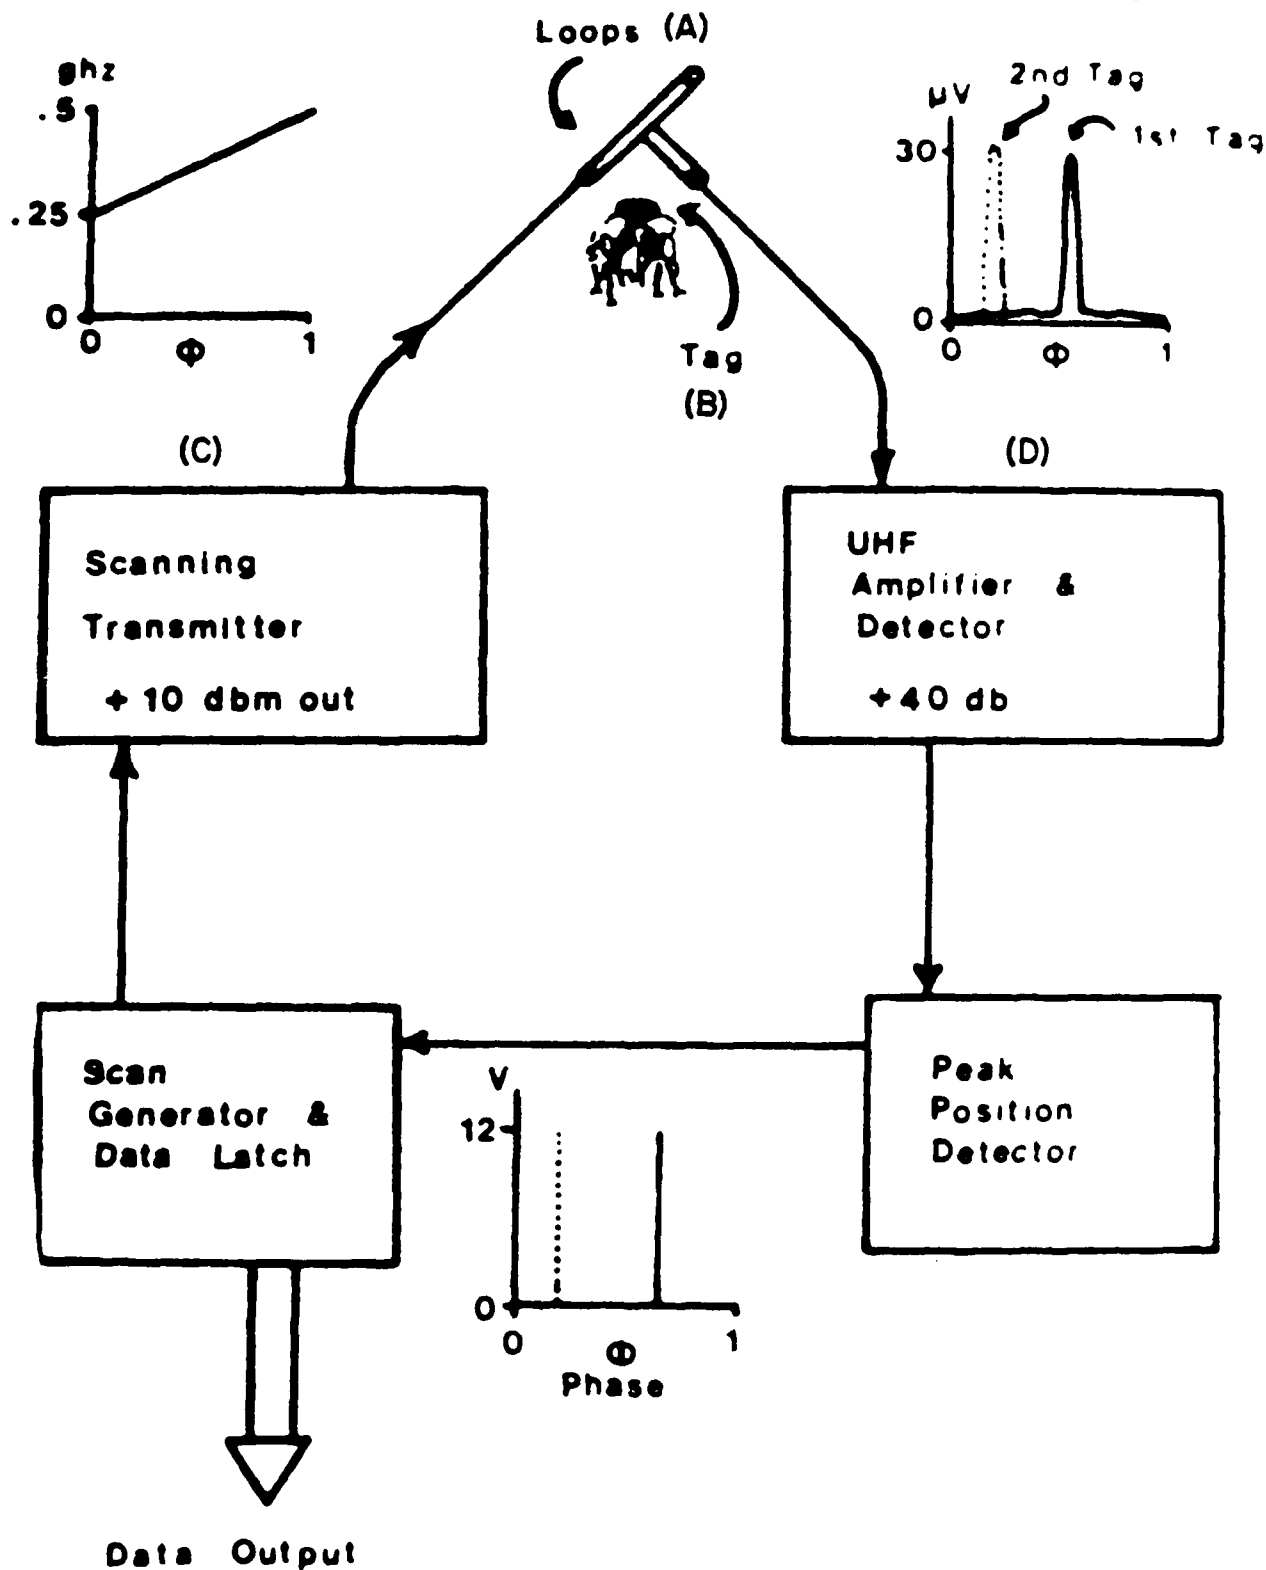 Loops (A)
ghz
.5
.25
0
0
Φ
1
(C)
Tag
(B)
2nd Tag
1st Tag
µV
30
0
0
Φ
1
(D)
Scanning
Transmitter
+ 10 dbm out
UHF
Amplifier &
Detector
+40 db
Scan
Generator &
Data Latch
V
12
0
0
Φ
1
Phase
Peak
Position
Detector
Data Output